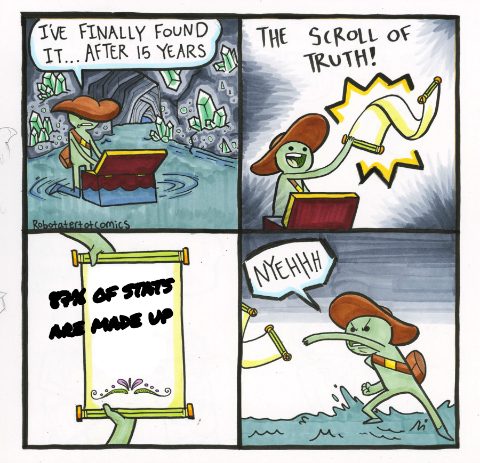 I'VE FINALLY FOUND
IT... AFTER 15 YEARS
Robotatertotcomics
THE SCROLL OF
TRUTH!
87% OF STATS
ARE MADE UP
NYEHHH